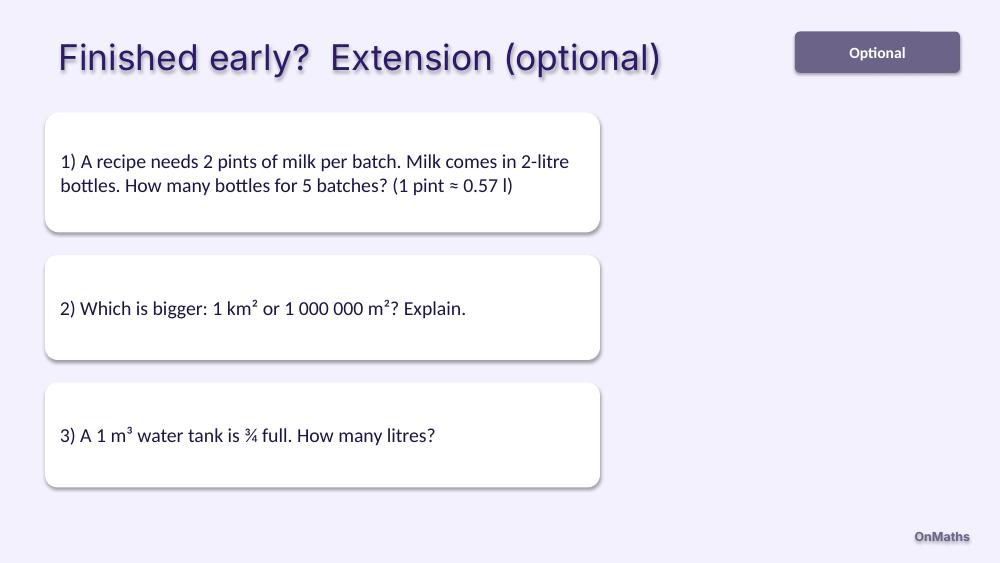 Finished early?  Extension (optional)
Optional
1) A recipe needs 2 pints of milk per batch. Milk comes in 2-litre
bottles. How many bottles for 5 batches? (1 pint ≈ 0.57 l)
2) Which is bigger: 1 km² or 1 000 000 m²? Explain.
3) A 1 m³ water tank is ¾ full. How many litres?
OnMaths